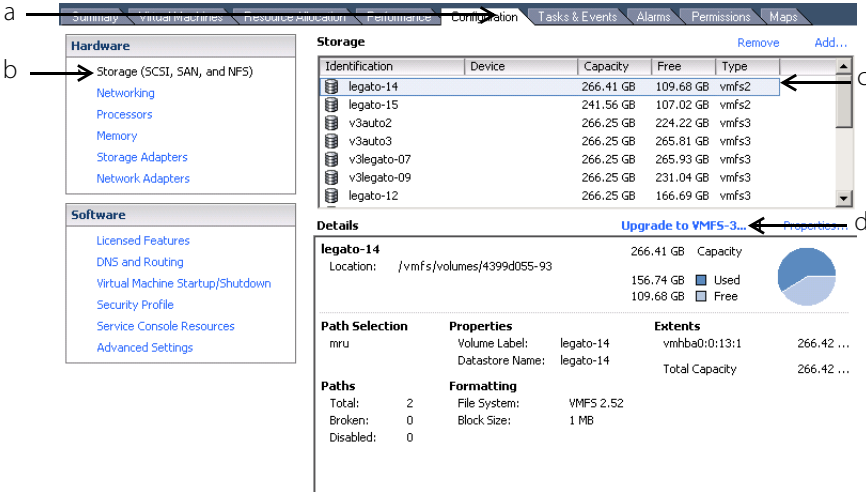 a
Summary Virtual Machines Resource Allocation Performance Configuration Tasks & Events Alarms Permissions Maps
Hardware
b
Storage (SCSI, SAN, and NFS)
Networking
Processors
Memory
Storage Adapters
Network Adapters
Software
Licensed Features
DNS and Routing
Virtual Machine Startup/Shutdown
Security Profile
Service Console Resources
Advanced Settings
Storage Remove Add...
Identification Device Capacity Free Type
legato-14 266.41 GB 109.68 GB vmfs2
c
legato-15 241.56 GB 107.02 GB vmfs2
v3auto2 266.25 GB 224.22 GB vmfs3
v3auto3 266.25 GB 265.81 GB vmfs3
v3legato-07 266.25 GB 265.93 GB vmfs3
v3legato-09 266.25 GB 231.04 GB vmfs3
legato-12 266.25 GB 166.69 GB vmfs3
Details Upgrade to VMFS-3... Properties...
d
legato-14 266.41 GB Capacity
Location: /vmfs/volumes/4399d055-93
156.74 GB Used
109.68 GB Free
Path Selection Properties Extents
mru Volume Label: legato-14 vmhba0:0:13:1 266.42 ...
Datastore Name: legato-14
Total Capacity 266.42 ...
Paths Formatting
Total: 2 File System: VMFS 2.52
Broken: 0 Block Size: 1 MB
Disabled: 0